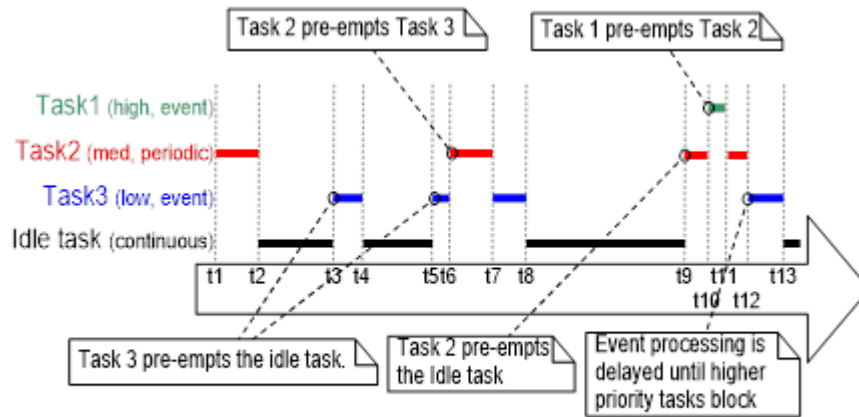 Task 2 pre-empts Task 3
Task 1 pre-empts Task 2
Task1 (high, event)
Task2 (med, periodic)
Task3 (low, event)
Idle task (continuous)
t1 t2 t3 t4 t5 t6 t7 t8 t9 t11 t13
t10 t12
Task 3 pre-empts the idle task.
Task 2 pre-empts
the Idle task
Event processing is
delayed until higher
priority tasks block